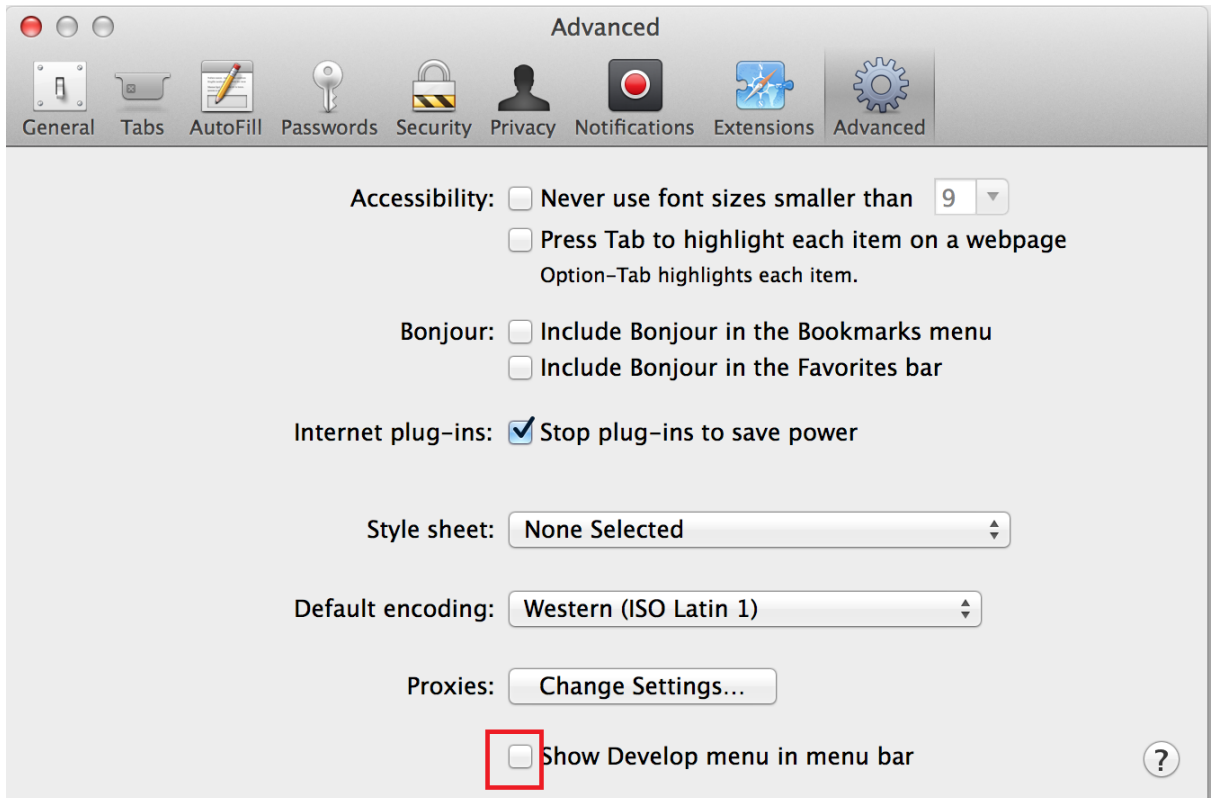 Advanced
General Tabs AutoFill Passwords Security Privacy Notifications Extensions Advanced
Accessibility: Never use font sizes smaller than 9
Press Tab to highlight each item on a webpage
Option-Tab highlights each item.
Bonjour: Include Bonjour in the Bookmarks menu
Include Bonjour in the Favorites bar
Internet plug-ins: Stop plug-ins to save power
Style sheet: None Selected
Default encoding: Western (ISO Latin 1)
Proxies: Change Settings...
Show Develop menu in menu bar ?